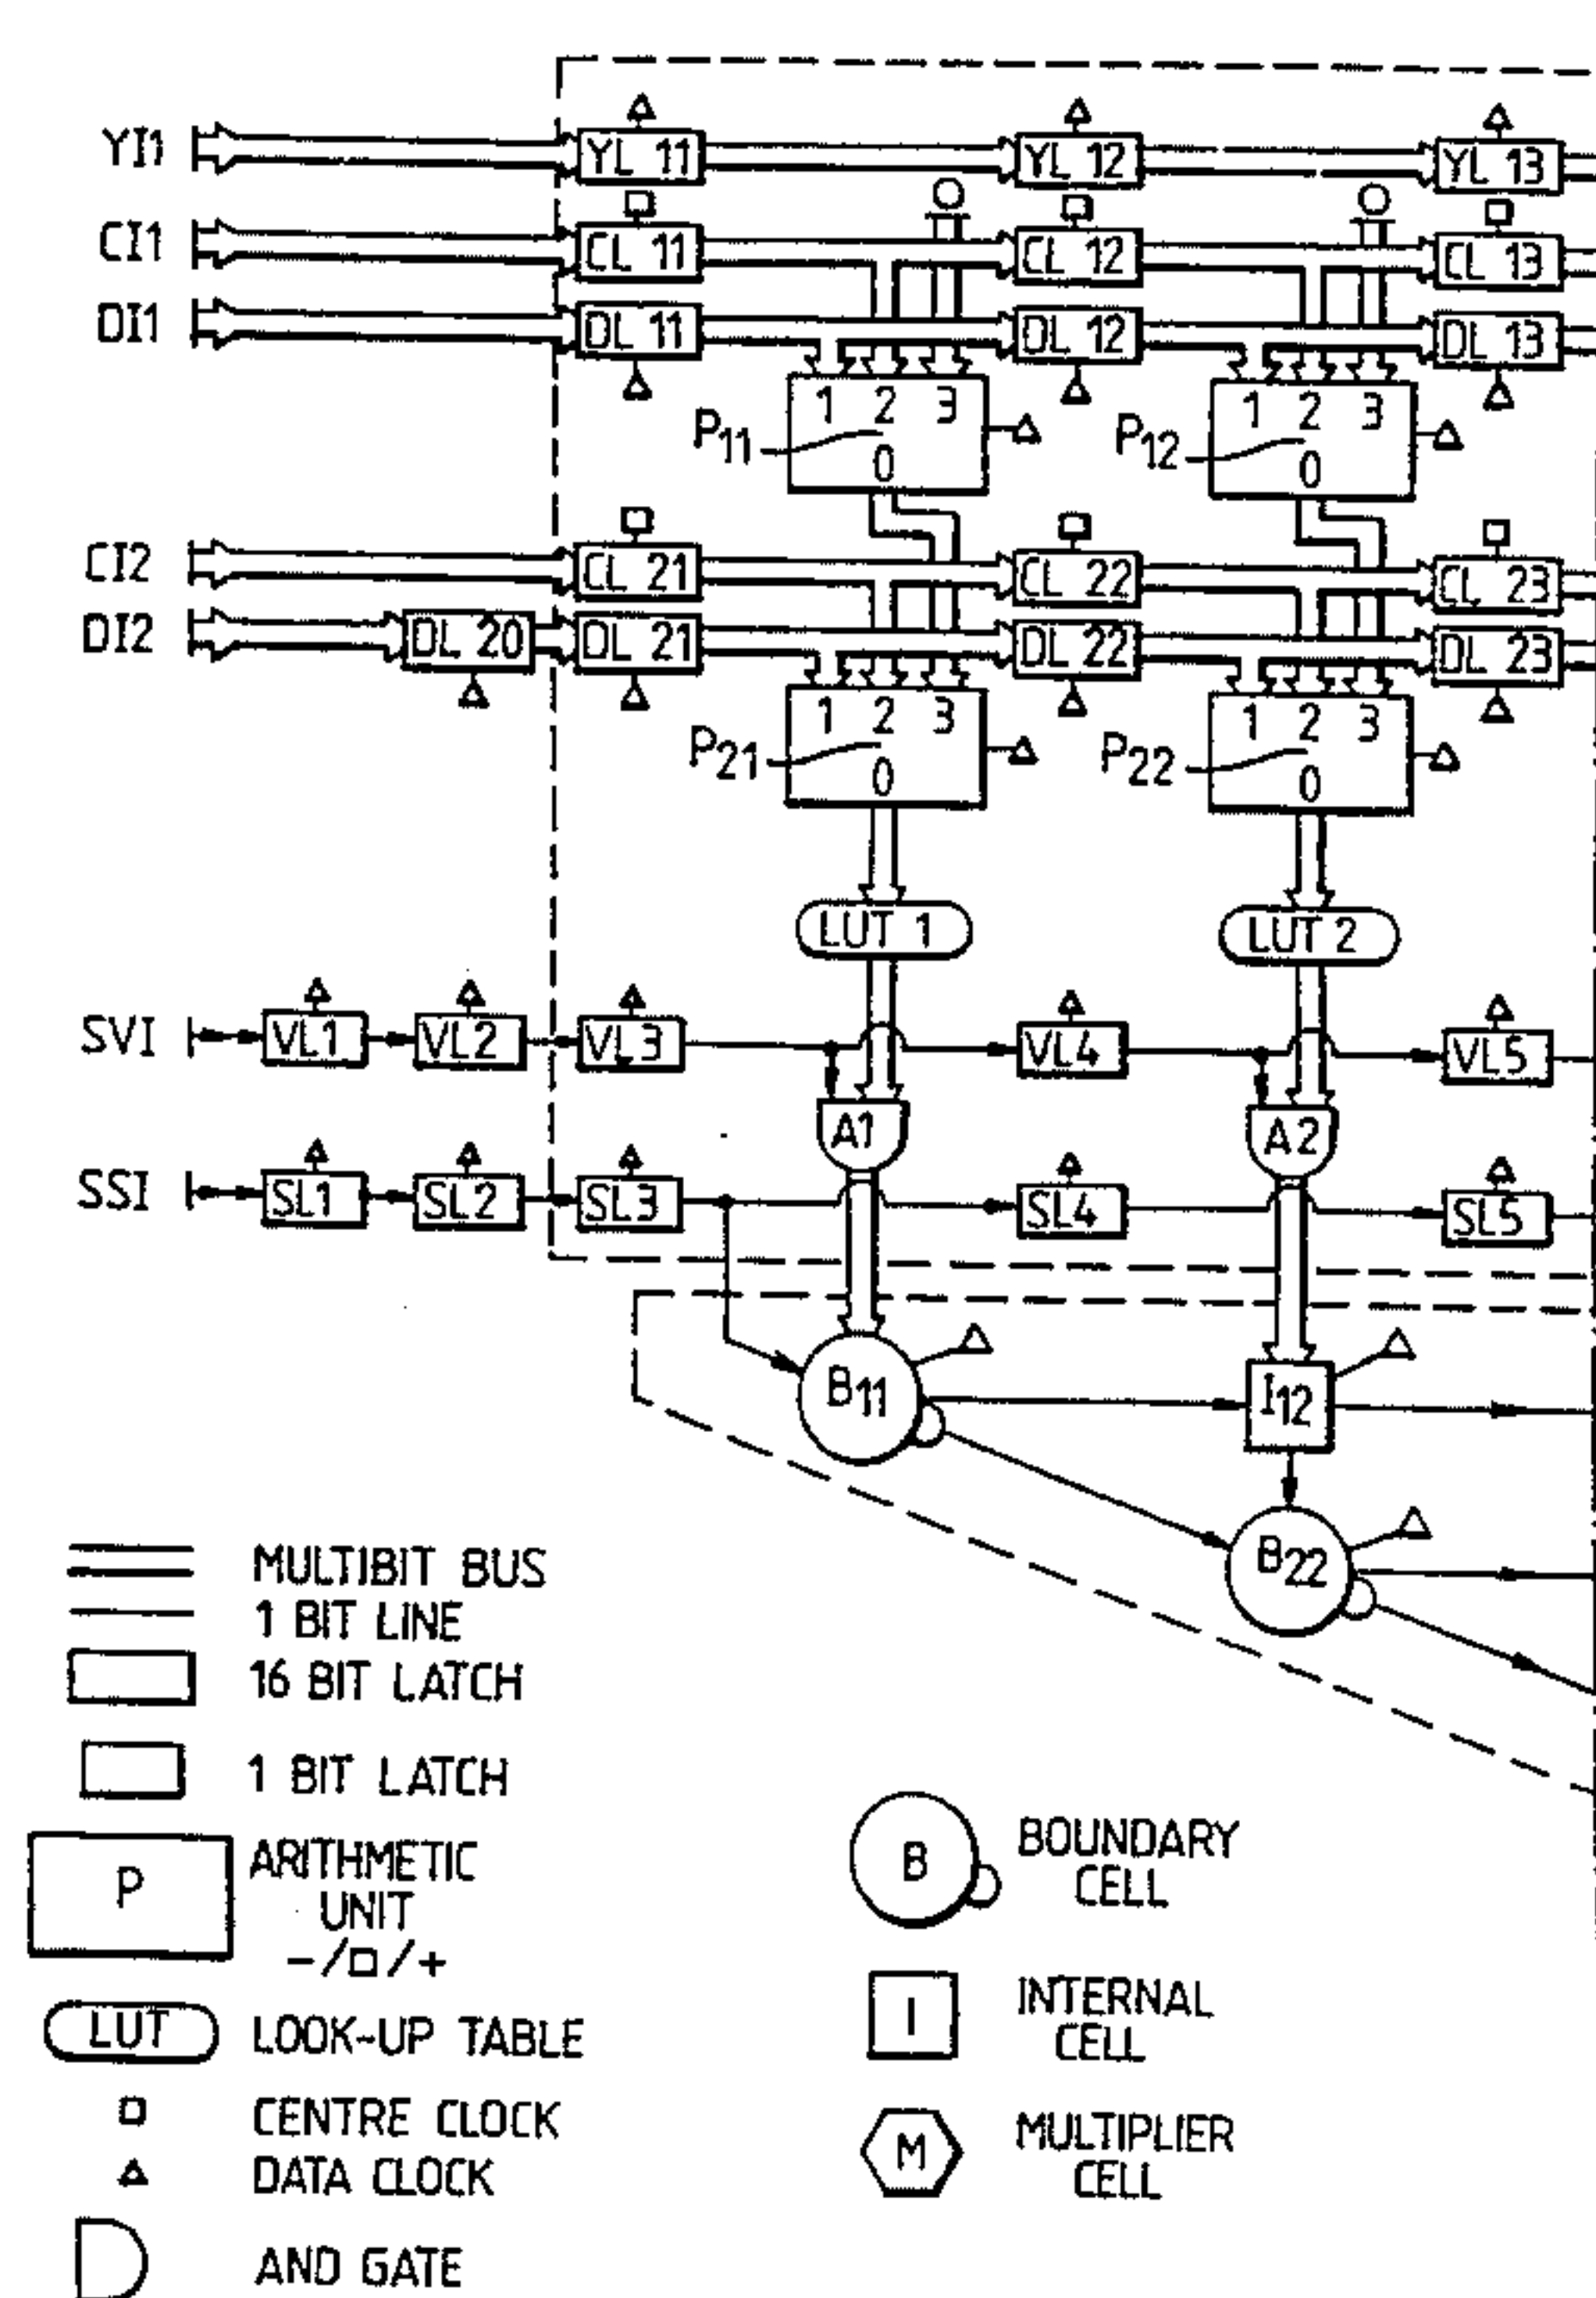 YI1 YL 11 YL 12 YL 13
CI1 CL 11 CL 12 CL 13
DI1 DL 11 DL 12 DL 13
P11 1 2 3 0 P12 1 2 3 0
CI2 CL 21 CL 22 CL 23
DI2 DL 20 DL 21 DL 22 DL 23
P21 1 2 3 0 P22 1 2 3 0
LUT 1 LUT 2
SVI VL1 VL2 VL3 VL4 VL5
A1 A2
SSI SL1 SL2 SL3 SL4 SL5
B11 I12
B22
MULTIBIT BUS
1 BIT LINE
16 BIT LATCH
1 BIT LATCH
P ARITHMETIC
UNIT
-/□/+
LUT LOOK-UP TABLE
CENTRE CLOCK
DATA CLOCK
AND GATE
B BOUNDARY
CELL
I INTERNAL
CELL
M MULTIPLIER
CELL